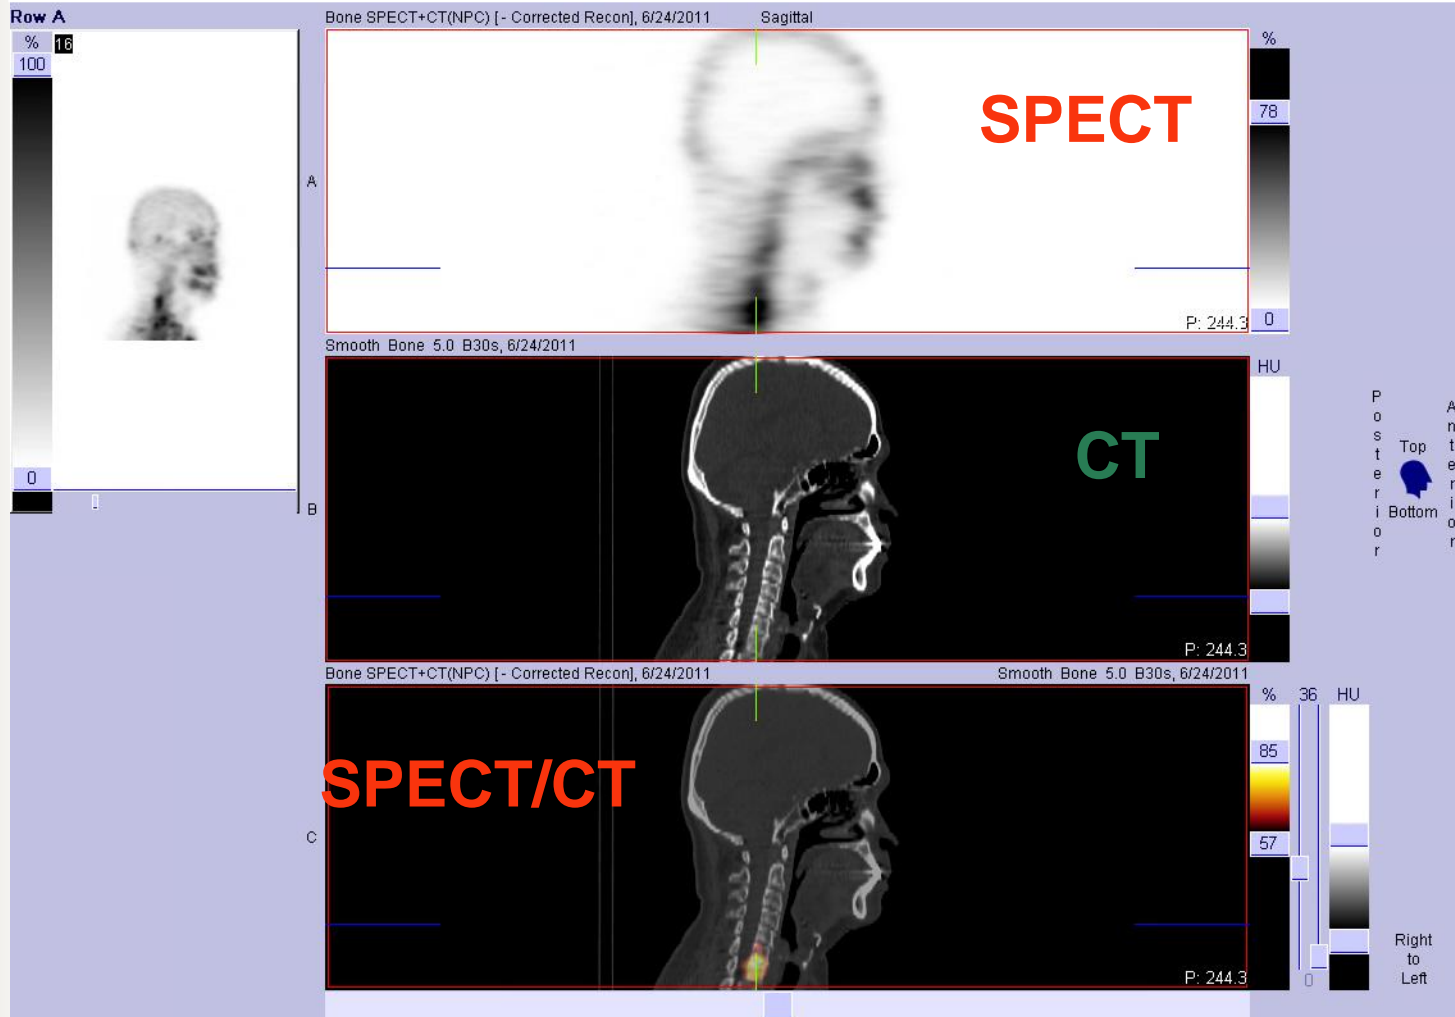 Row A
Bone SPECT+CT(NPC) [- Corrected Recon], 6/24/2011 Sagittal
% 16
100
0
A
SPECT
%
78
0
P: 244.3
Smooth Bone 5.0 B30s, 6/24/2011
HU
B
CT
P: 244.3
Posterior
Top
Bottom
Anterior
Bone SPECT+CT(NPC) [- Corrected Recon], 6/24/2011 Smooth Bone 5.0 B30s, 6/24/2011
% 36 HU
85
57
0
C
SPECT/CT
P: 244.3
Right
to
Left